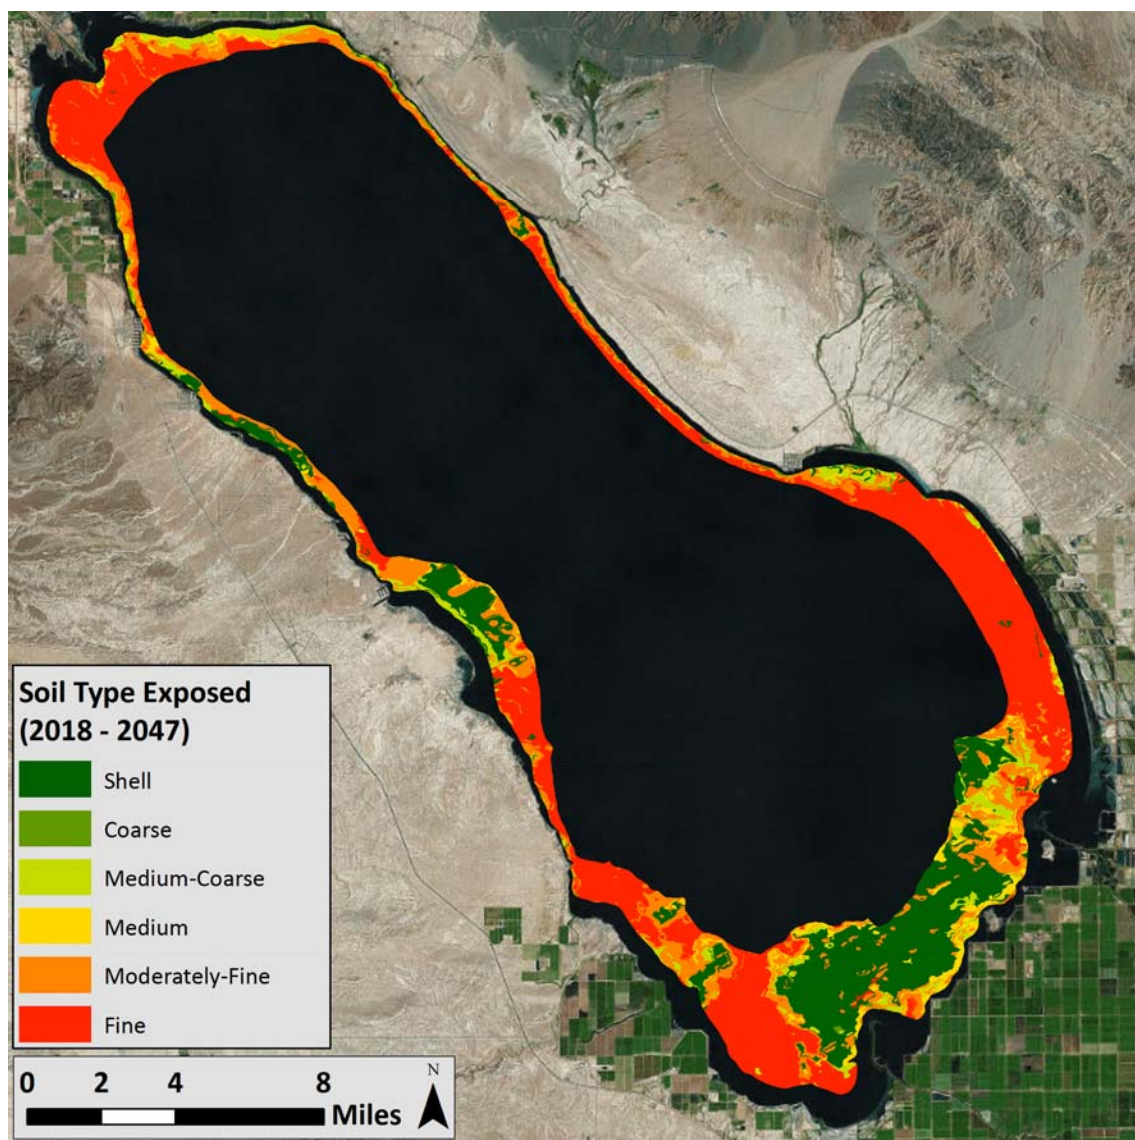 Soil Type Exposed
(2018 - 2047)
Shell
Coarse
Medium-Coarse
Medium
Moderately-Fine
Fine
0 2 4 8
Miles
N